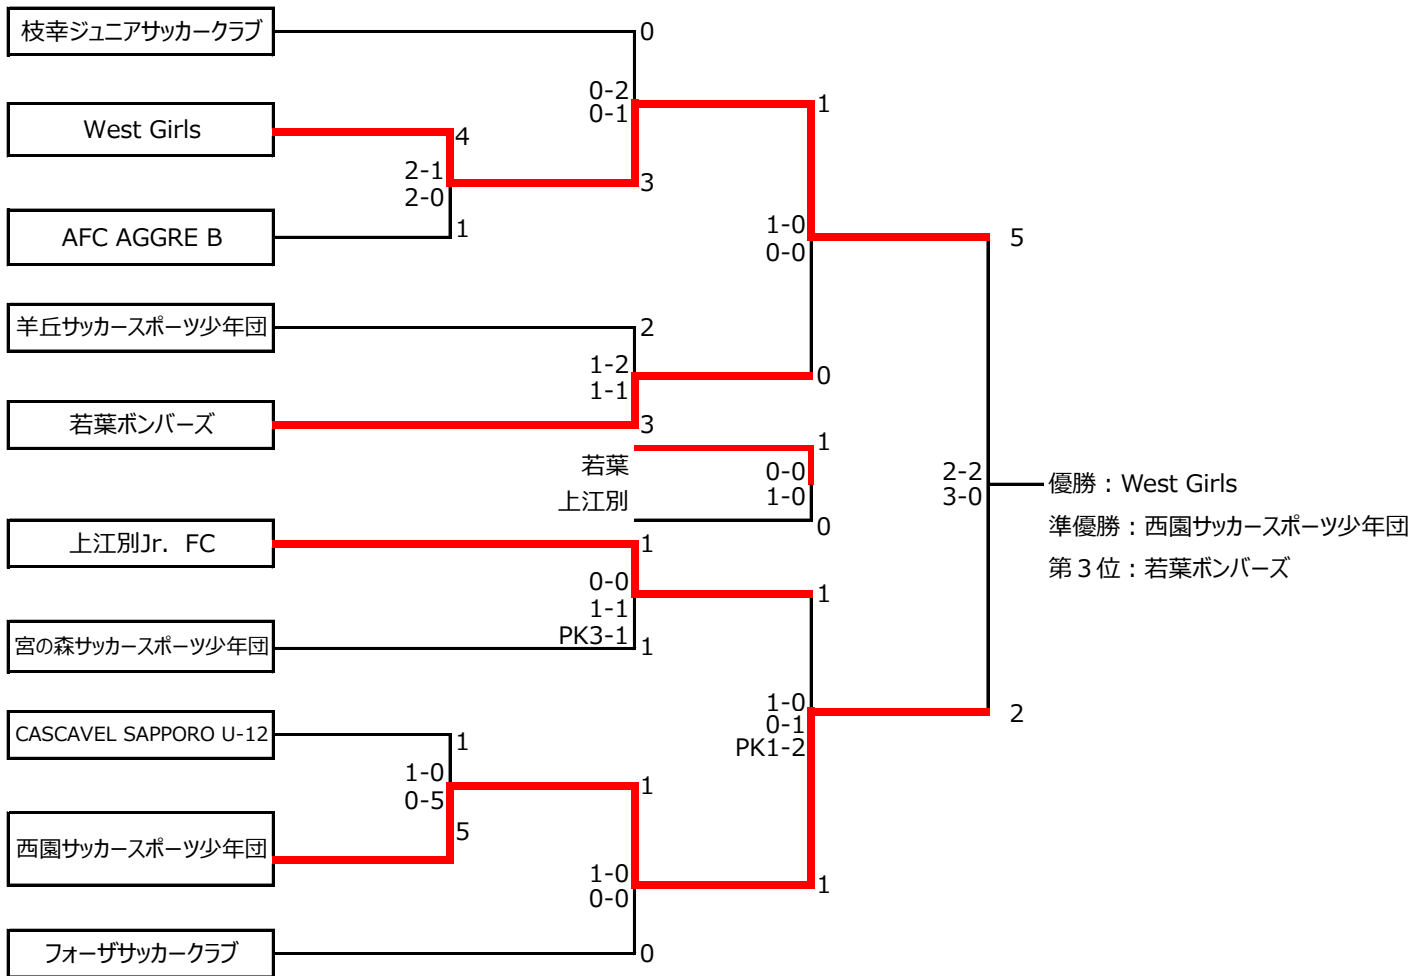 枝幸ジュニアサッカークラブ
0
0-2
0-1
1
West Girls
4
2-1
2-0
3
1
AFC AGGRE B
1-0
0-0
5
羊丘サッカースポーツ少年団
2
1-2
1-1
0
若葉ボンバーズ
3
若葉
上江別
1
0-0
1-0
0
2-2
3-0
優勝：West Girls
準優勝：西園サッカースポーツ少年団
第３位：若葉ボンバーズ
上江別Jr. FC
1
0-0
1-1
PK3-1
1
宮の森サッカースポーツ少年団
1
1-0
0-1
PK1-2
2
CASCAVEL SAPPORO U-12
1
1-0
0-5
1
西園サッカースポーツ少年団
5
1-0
0-0
1
フォーザサッカークラブ
0